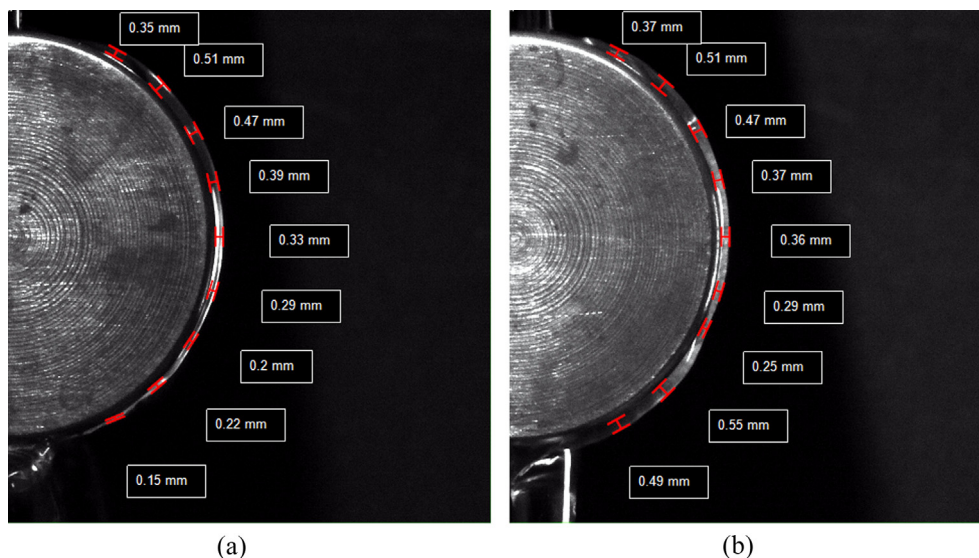 0.35 mm
0.51 mm
0.47 mm
0.39 mm
0.33 mm
0.29 mm
0.2 mm
0.22 mm
0.15 mm
(a)
0.37 mm
0.51 mm
0.47 mm
0.37 mm
0.36 mm
0.29 mm
0.25 mm
0.55 mm
0.49 mm
(b)